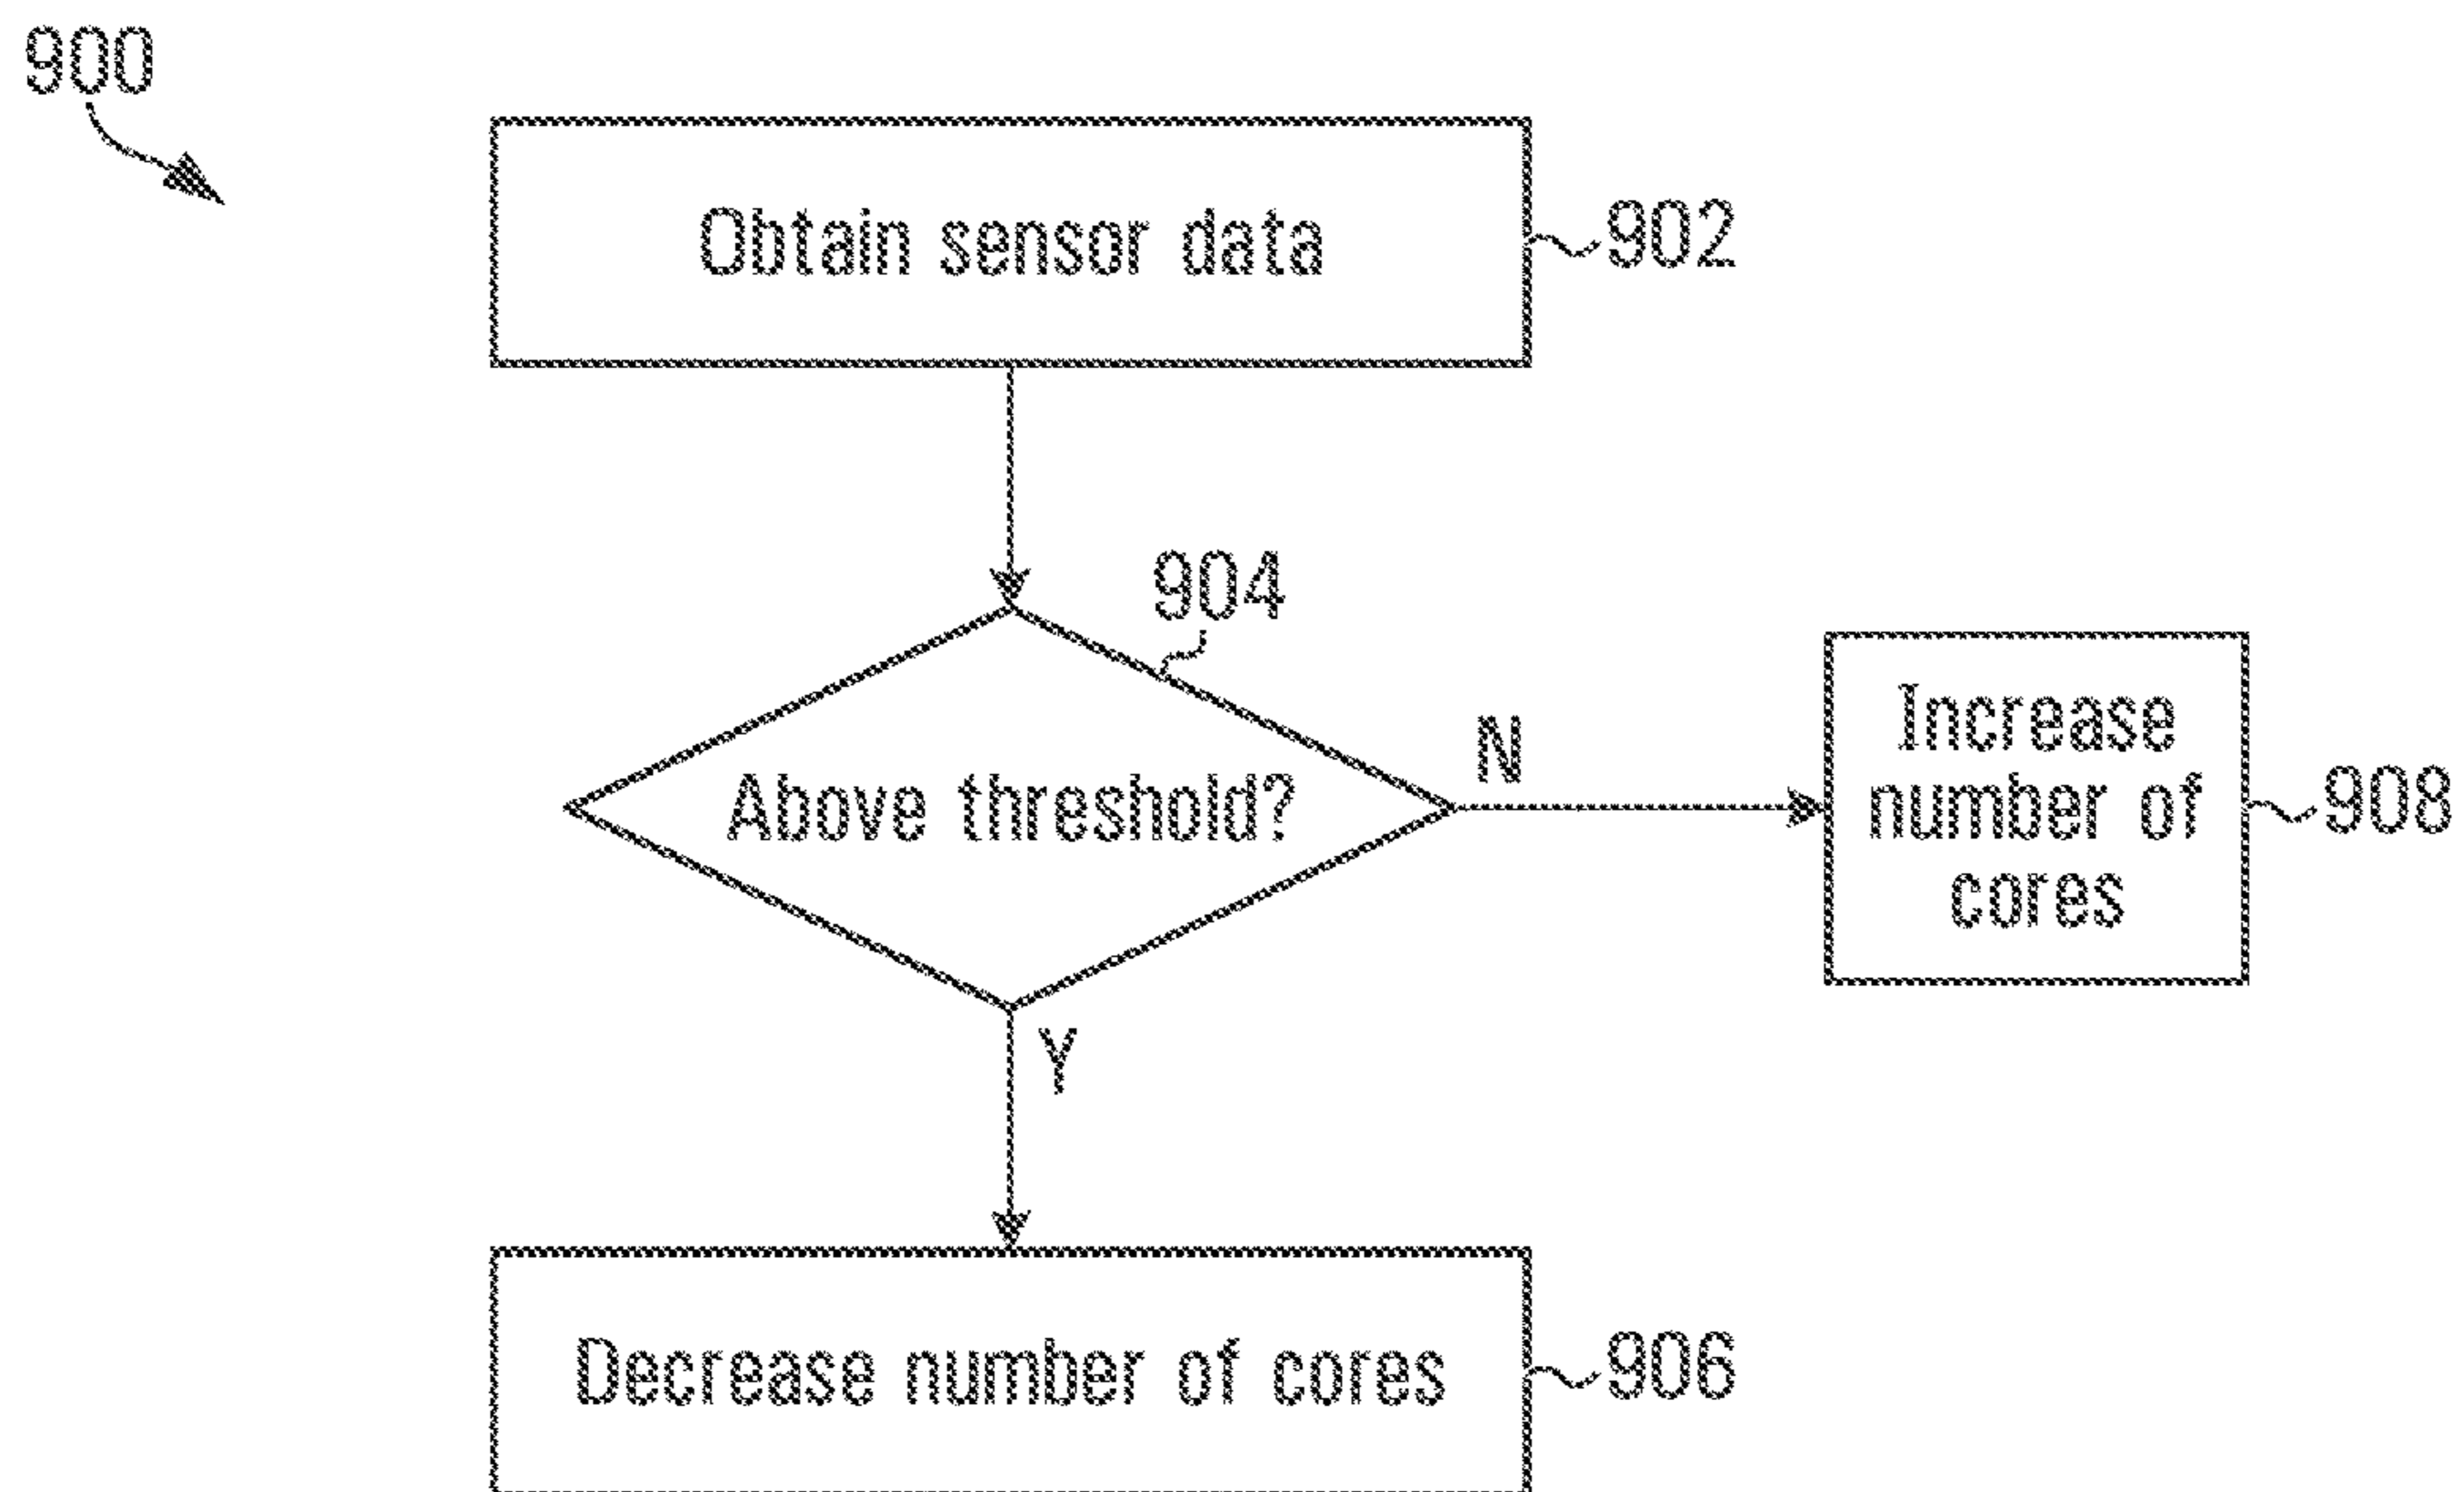 900
Obtain sensor data
902
904
Above threshold?
N
Increase
number of
cores
908
Y
Decrease number of cores
906